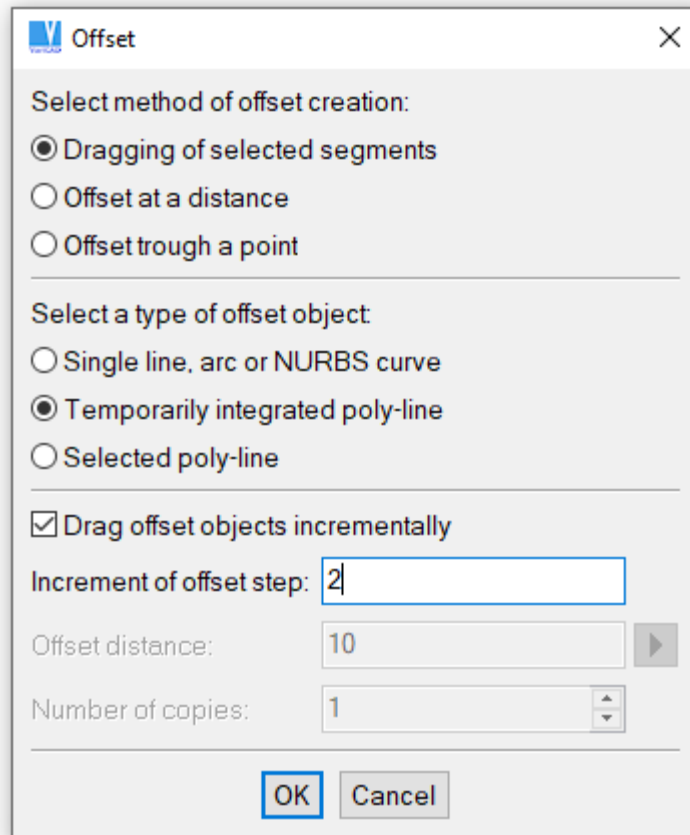 Offset
Select method of offset creation:
Dragging of selected segments
Offset at a distance
Offset trough a point
Select a type of offset object:
Single line, arc or NURBS curve
Temporarily integrated poly-line
Selected poly-line
Drag offset objects incrementally
Increment of offset step: 2
Offset distance: 10
Number of copies: 1
OK Cancel